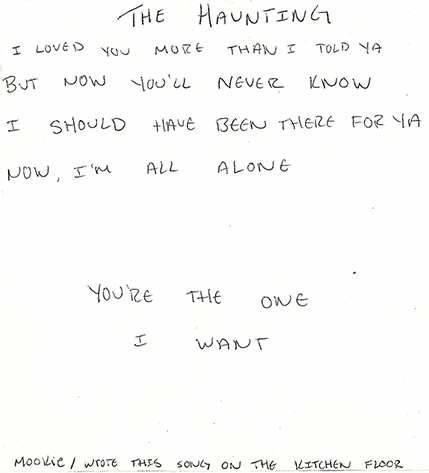 THE HAUNTING
I LOVED YOU MORE THAN I TOLD YA
BUT NOW YOU'LL NEVER KNOW
I SHOULD HAVE BEEN THERE FOR YA
NOW, I'M ALL ALONE
YOU'RE THE ONE
I WANT
MOOKIE / WROTE THIS SONG ON THE KITCHEN FLOOR